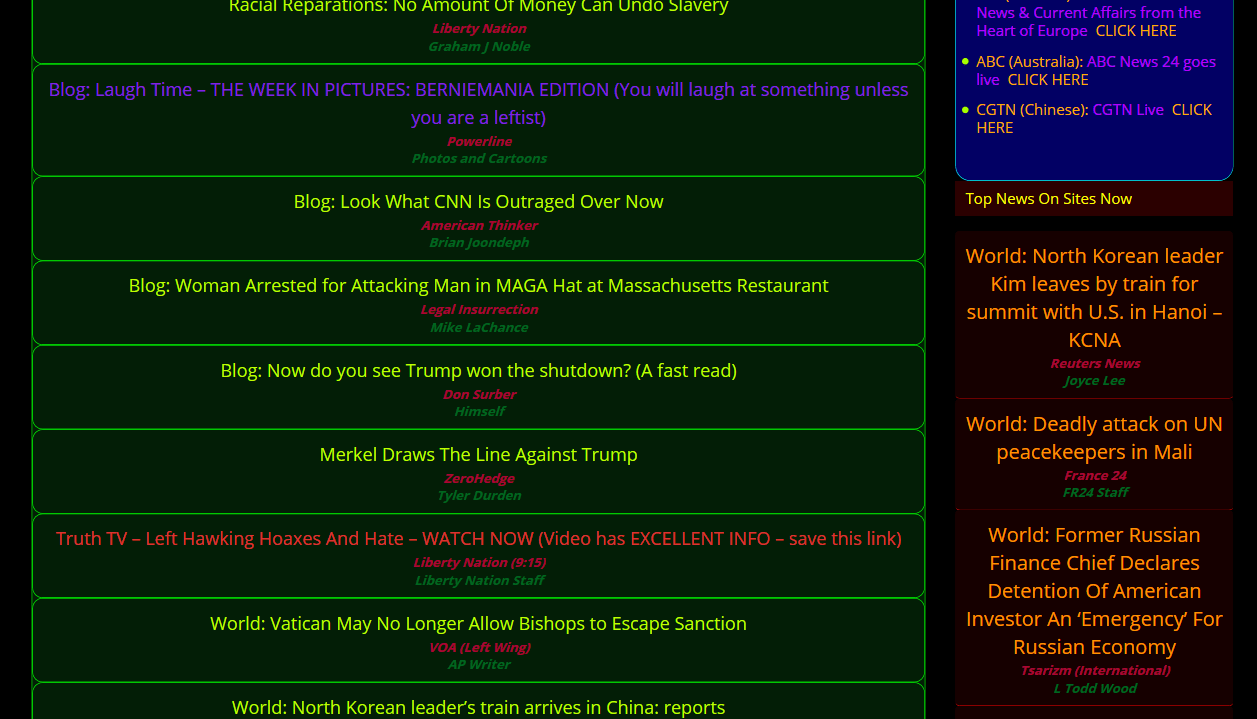 Racial Reparations: No Amount Of Money Can Undo Slavery
Liberty Nation
Graham J Noble
Blog: Laugh Time – THE WEEK IN PICTURES: BERNIEMANIA EDITION (You will laugh at something unless
you are a leftist)
Powerline
Photos and Cartoons
Blog: Look What CNN Is Outraged Over Now
American Thinker
Brian Joondeph
Blog: Woman Arrested for Attacking Man in MAGA Hat at Massachusetts Restaurant
Legal Insurrection
Mike LaChance
Blog: Now do you see Trump won the shutdown? (A fast read)
Don Surber
Himself
Merkel Draws The Line Against Trump
ZeroHedge
Tyler Durden
Truth TV – Left Hawking Hoaxes And Hate – WATCH NOW (Video has EXCELLENT INFO – save this link)
Liberty Nation (9:15)
Liberty Nation Staff
World: Vatican May No Longer Allow Bishops to Escape Sanction
VOA (Left Wing)
AP Writer
World: North Korean leader's train arrives in China: reports
News & Current Affairs from the
Heart of Europe CLICK HERE
ABC (Australia): ABC News 24 goes
live CLICK HERE
CGTN (Chinese): CGTN Live CLICK
HERE
Top News On Sites Now
World: North Korean leader
Kim leaves by train for
summit with U.S. in Hanoi –
KCNA
Reuters News
Joyce Lee
World: Deadly attack on UN
peacekeepers in Mali
France 24
FR24 Staff
World: Former Russian
Finance Chief Declares
Detention Of American
Investor An ‘Emergency’ For
Russian Economy
Tsarizm (International)
L Todd Wood